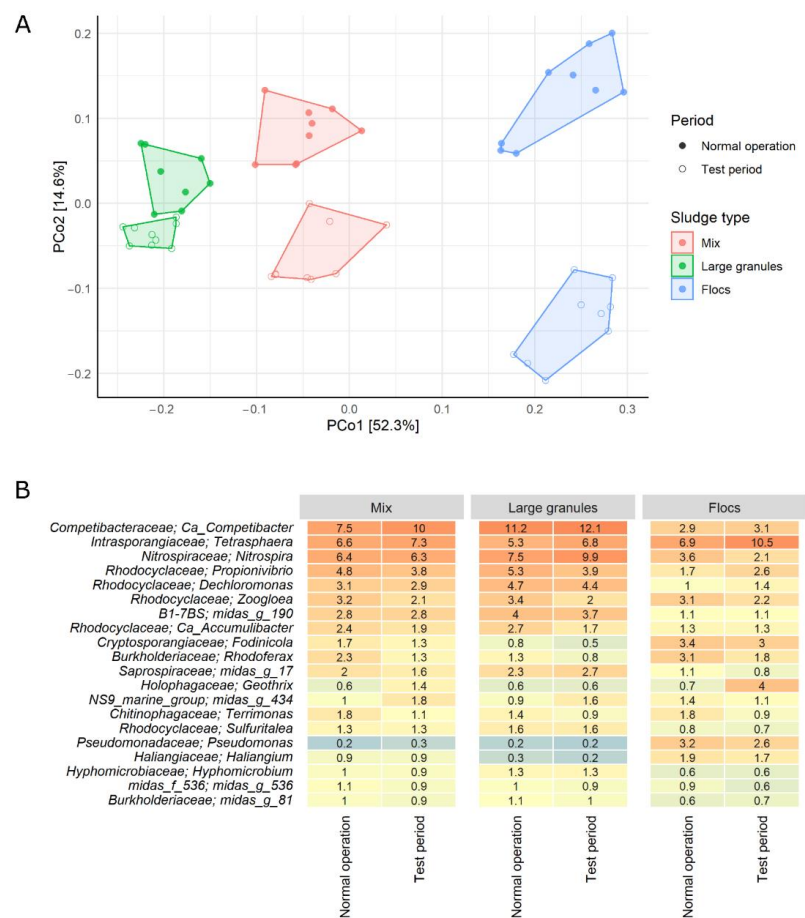 A
0.2
0.1
0.0
−0.1
−0.2
PCo2 [14.6%]
−0.2
−0.1
0.0
0.1
0.2
0.3
PCo1 [52.3%]
Period
Normal operation
Test period
Sludge type
Mix
Large granules
Flocs
B
Mix Large granules Flocs
Competibacteraceae; Ca_Competibacter 7.5 10 11.2 12.1 2.9 3.1
Intrasporangiaceae; Tetrasphaera 6.6 7.3 5.3 6.8 6.9 10.5
Nitrospiraceae; Nitrospira 6.4 6.3 7.5 9.9 3.6 2.1
Rhodocyclaceae; Propionivibrio 4.8 3.8 5.3 3.9 1.7 2.6
Rhodocyclaceae; Dechloromonas 3.1 2.9 4.7 4.4 1 1.4
Rhodocyclaceae; Zoogloea 3.2 2.1 3.4 2 3.1 2.2
B1-7BS; midas_g_190 2.8 2.8 4 3.7 1.1 1.1
Rhodocyclaceae; Ca_Accumulibacter 2.4 1.9 2.7 1.7 1.3 1.3
Cryptosporangiaceae; Fodinicola 1.7 1.3 0.8 0.5 3.4 3
Burkholderiaceae; Rhodoferax 2.3 1.3 1.3 0.8 3.1 1.8
Saprospiraceae; midas_g_17 2 1.6 2.3 2.7 1.1 0.8
Holophagaceae; Geothrix 0.6 1.4 0.6 0.6 0.7 4
NS9_marine_group; midas_g_434 1 1.8 0.9 1.6 1.4 1.1
Chitinophagaceae; Terrimonas 1.8 1.1 1.4 0.9 1.8 0.9
Rhodocyclaceae; Sulfuritalea 1.3 1.3 1.6 1.6 0.8 0.7
Pseudomonadaceae; Pseudomonas 0.2 0.3 0.2 0.2 3.2 2.6
Haliangiaceae; Haliangium 0.9 0.9 0.3 0.2 1.9 1.7
Hyphomicrobiaceae; Hyphomicrobium 1 0.9 1.3 1.3 0.6 0.6
midas_f_536; midas_g_536 1.1 0.9 1 0.9 0.9 0.6
Burkholderiaceae; midas_g_81 1 0.9 1.1 1 0.6 0.7
Normal operation
Test period
Normal operation
Test period
Normal operation
Test period